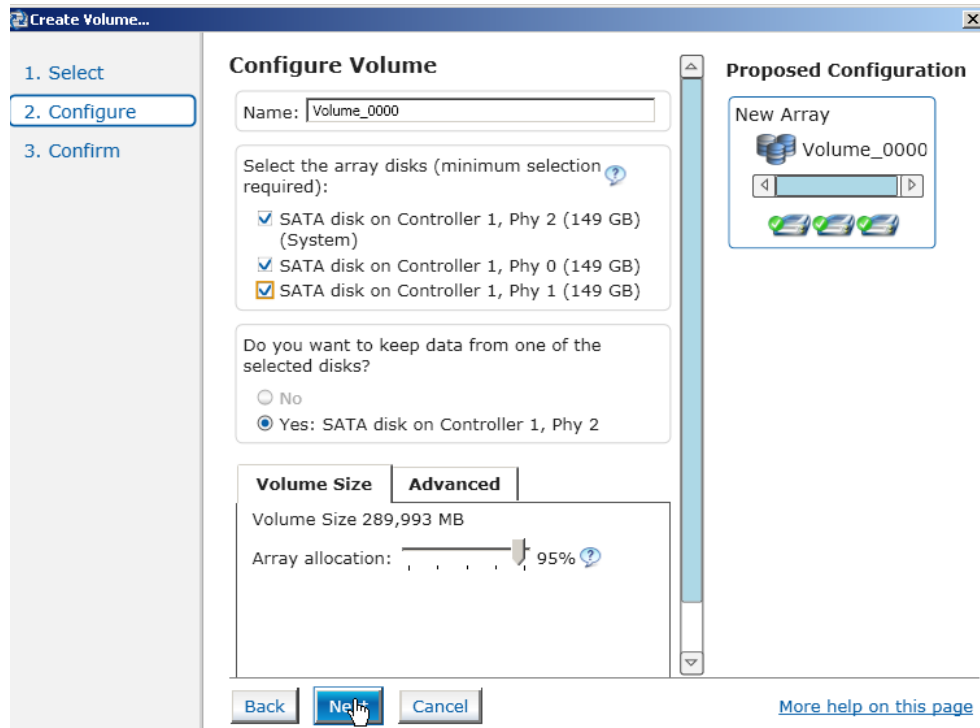 Create Volume...
1. Select
2. Configure
3. Confirm
Configure Volume
Name: Volume_0000
Select the array disks (minimum selection
required):
SATA disk on Controller 1, Phy 2 (149 GB)
(System)
SATA disk on Controller 1, Phy 0 (149 GB)
SATA disk on Controller 1, Phy 1 (149 GB)
Do you want to keep data from one of the
selected disks?
No
Yes: SATA disk on Controller 1, Phy 2
Volume Size
Advanced
Volume Size 289,993 MB
Array allocation: 95%
Back
Next
Cancel
Proposed Configuration
New Array
Volume_0000
More help on this page